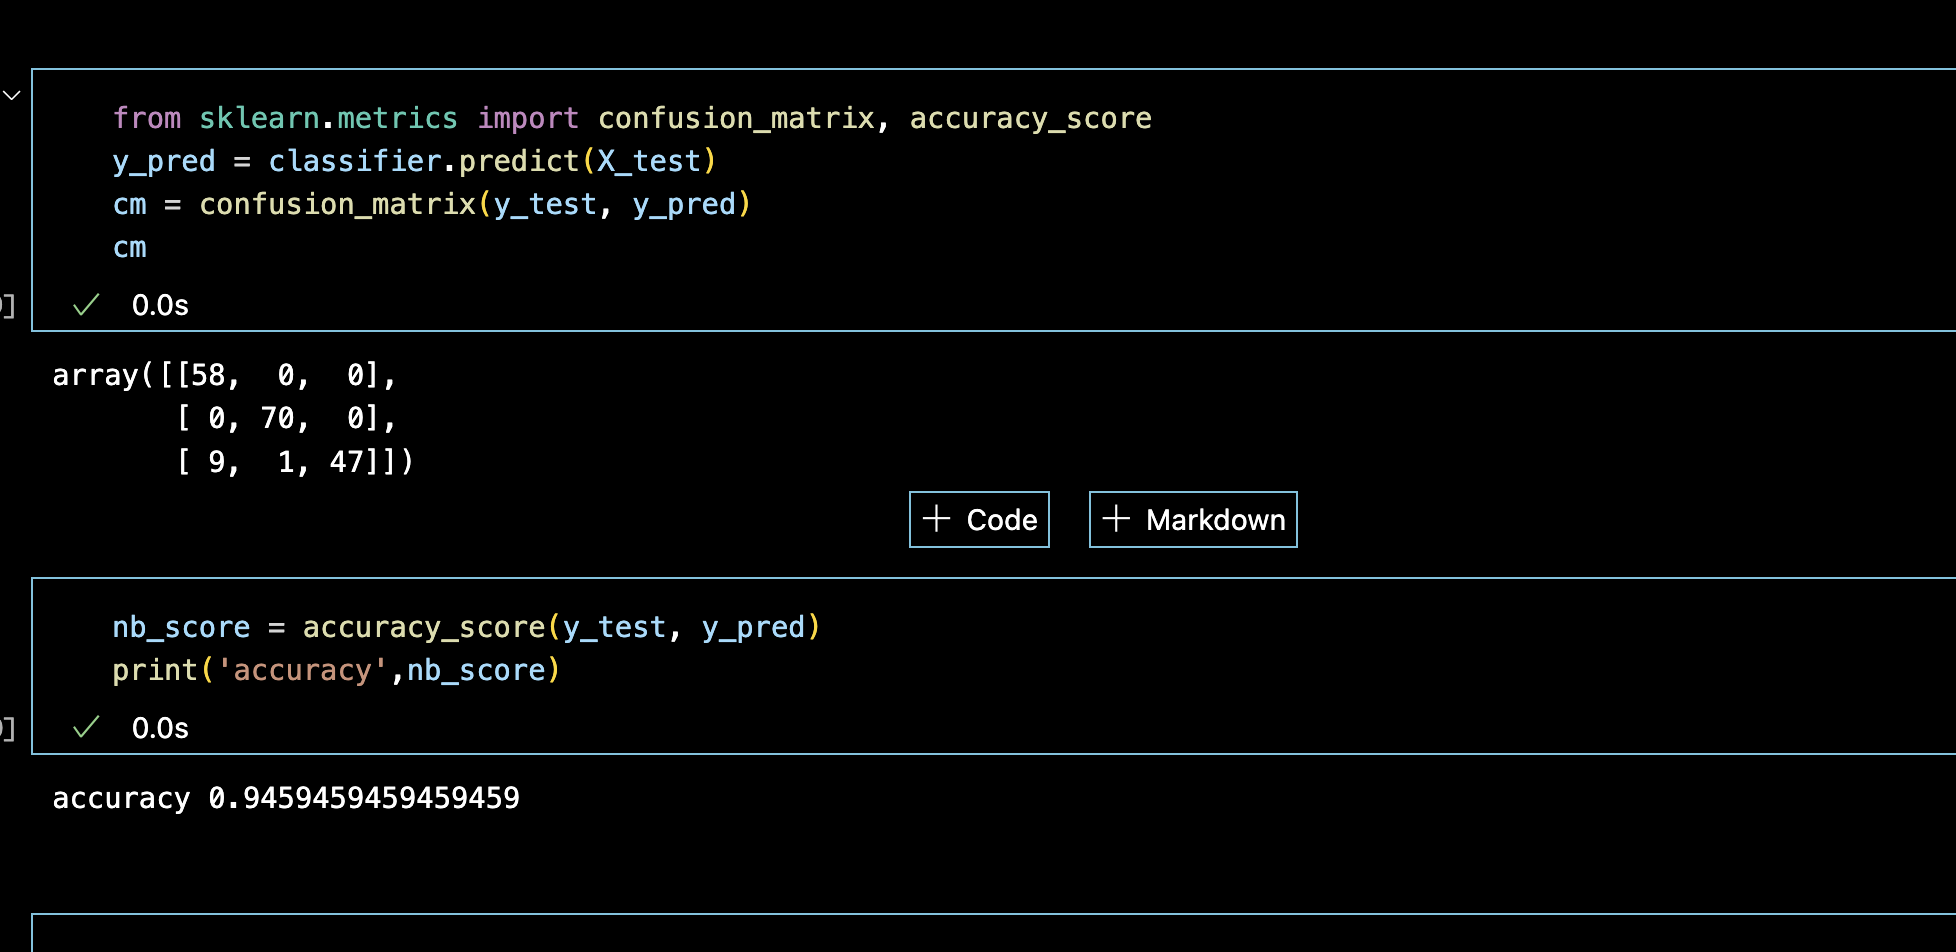 from sklearn.metrics import confusion_matrix, accuracy_score
y_pred = classifier.predict(X_test)
cm = confusion_matrix(y_test, y_pred)
cm
]
0.0s
array([[58,  0,  0],
       [ 0, 70,  0],
       [ 9,  1, 47]])
+ Code + Markdown
nb_score = accuracy_score(y_test, y_pred)
print('accuracy',nb_score)
]
0.0s
accuracy 0.9459459459459459